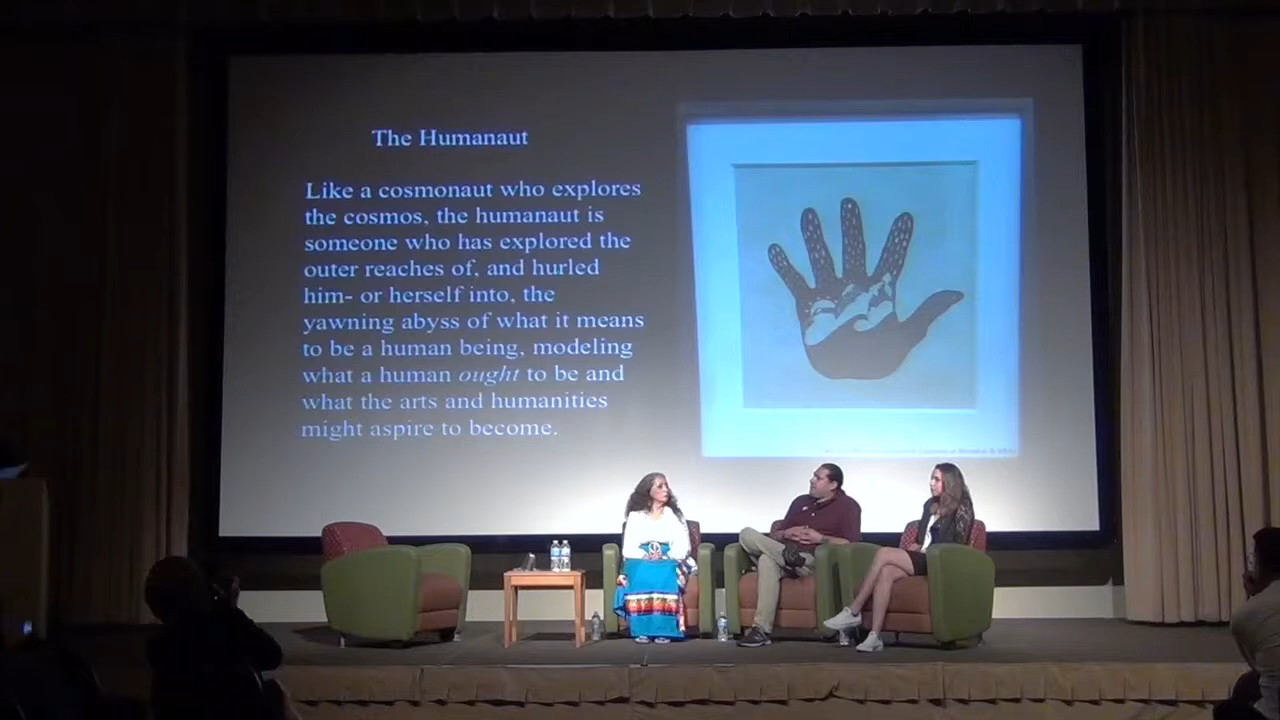 The Humanaut
Like a cosmonaut who explores
the cosmos, the humanaut is
someone who has explored the
outer reaches of, and hurled
him- or herself into, the
yawning abyss of what it means
to be a human being, modeling
what a human ought to be and
what the arts and humanities
might aspire to become.